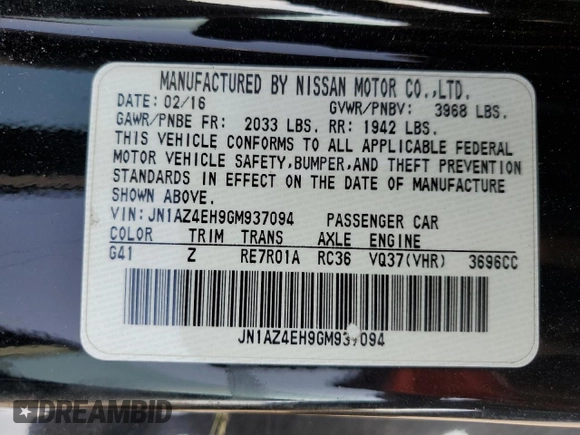 MANUFACTURED BY NISSAN MOTOR CO.,LTD.
DATE: 02/16 GVWR/PNBV: 3968 LBS.
GAWR/PNBE FR: 2033 LBS. RR: 1942 LBS.
THIS VEHICLE CONFORMS TO ALL APPLICABLE FEDERAL
MOTOR VEHICLE SAFETY,BUMPER,AND THEFT PREVENTION
STANDARDS IN EFFECT ON THE DATE OF MANUFACTURE
SHOWN ABOVE.
VIN: JN1AZ4EH9GM937094 PASSENGER CAR
COLOR TRIM TRANS AXLE ENGINE
G41 Z RE7R01A RC36 VQ37(VHR) 3696CC
JN1AZ4EH9GM937094
DREAMBID